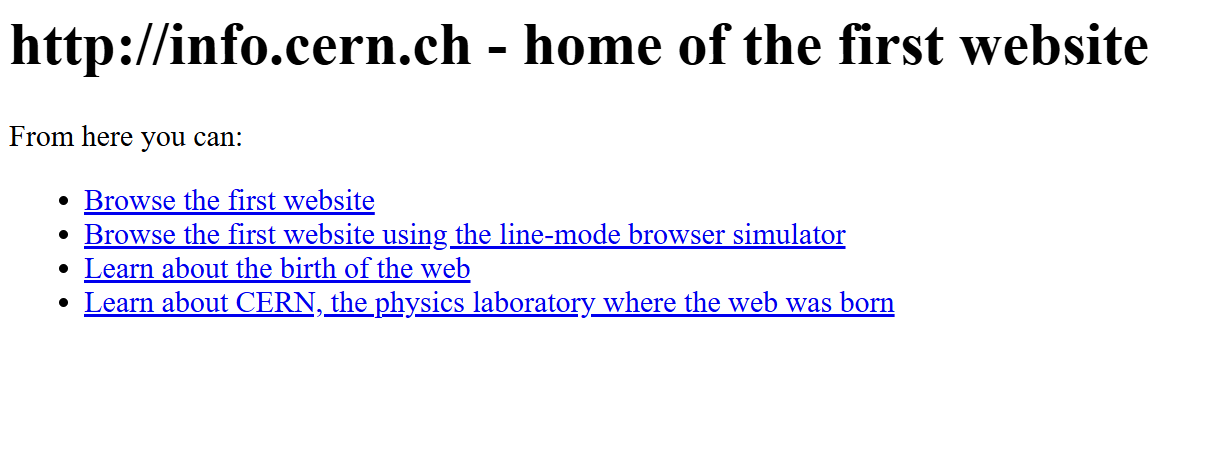 http://info.cern.ch - home of the first website
From here you can:
Browse the first website
Browse the first website using the line-mode browser simulator
Learn about the birth of the web
Learn about CERN, the physics laboratory where the web was born